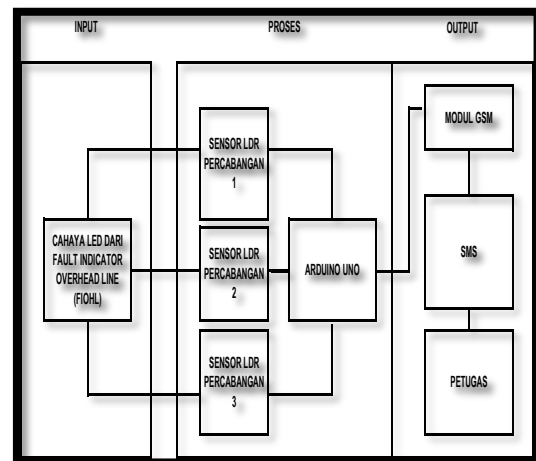 INPUT
PROSES
OUTPUT
CAHAYA LED DARI
FAULT INDICATOR
OVERHEAD LINE
(FIOHL)
SENSOR LDR
PERCABANGAN
1
SENSOR LDR
PERCABANGAN
2
SENSOR LDR
PERCABANGAN
3
ARDUINO UNO
MODUL GSM
SMS
PETUGAS